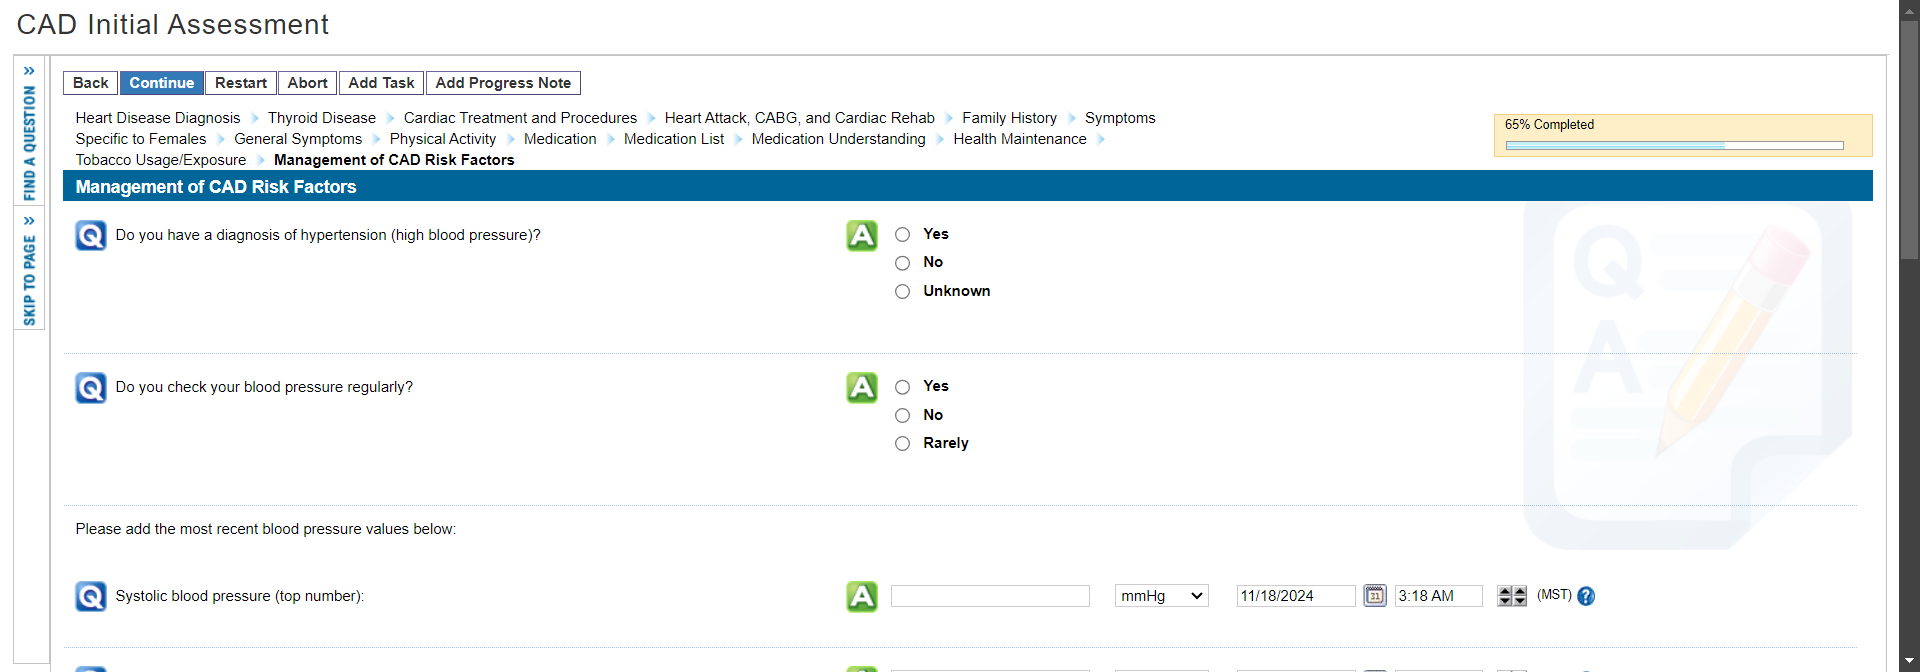 CAD Initial Assessment
FIND A QUESTION
SKIP TO PAGE
Back Continue Restart Abort Add Task Add Progress Note
Heart Disease Diagnosis Thyroid Disease Cardiac Treatment and Procedures Heart Attack, CABG, and Cardiac Rehab Family History Symptoms
Specific to Females General Symptoms Physical Activity Medication Medication List Medication Understanding Health Maintenance
Tobacco Usage/Exposure Management of CAD Risk Factors
65% Completed
Management of CAD Risk Factors
Q Do you have a diagnosis of hypertension (high blood pressure)?
A Yes
No
Unknown
Q Do you check your blood pressure regularly?
A Yes
No
Rarely
Q
A
Please add the most recent blood pressure values below:
Q Systolic blood pressure (top number): A mmHg 11/18/2024 31 3:18 AM (MST) ?